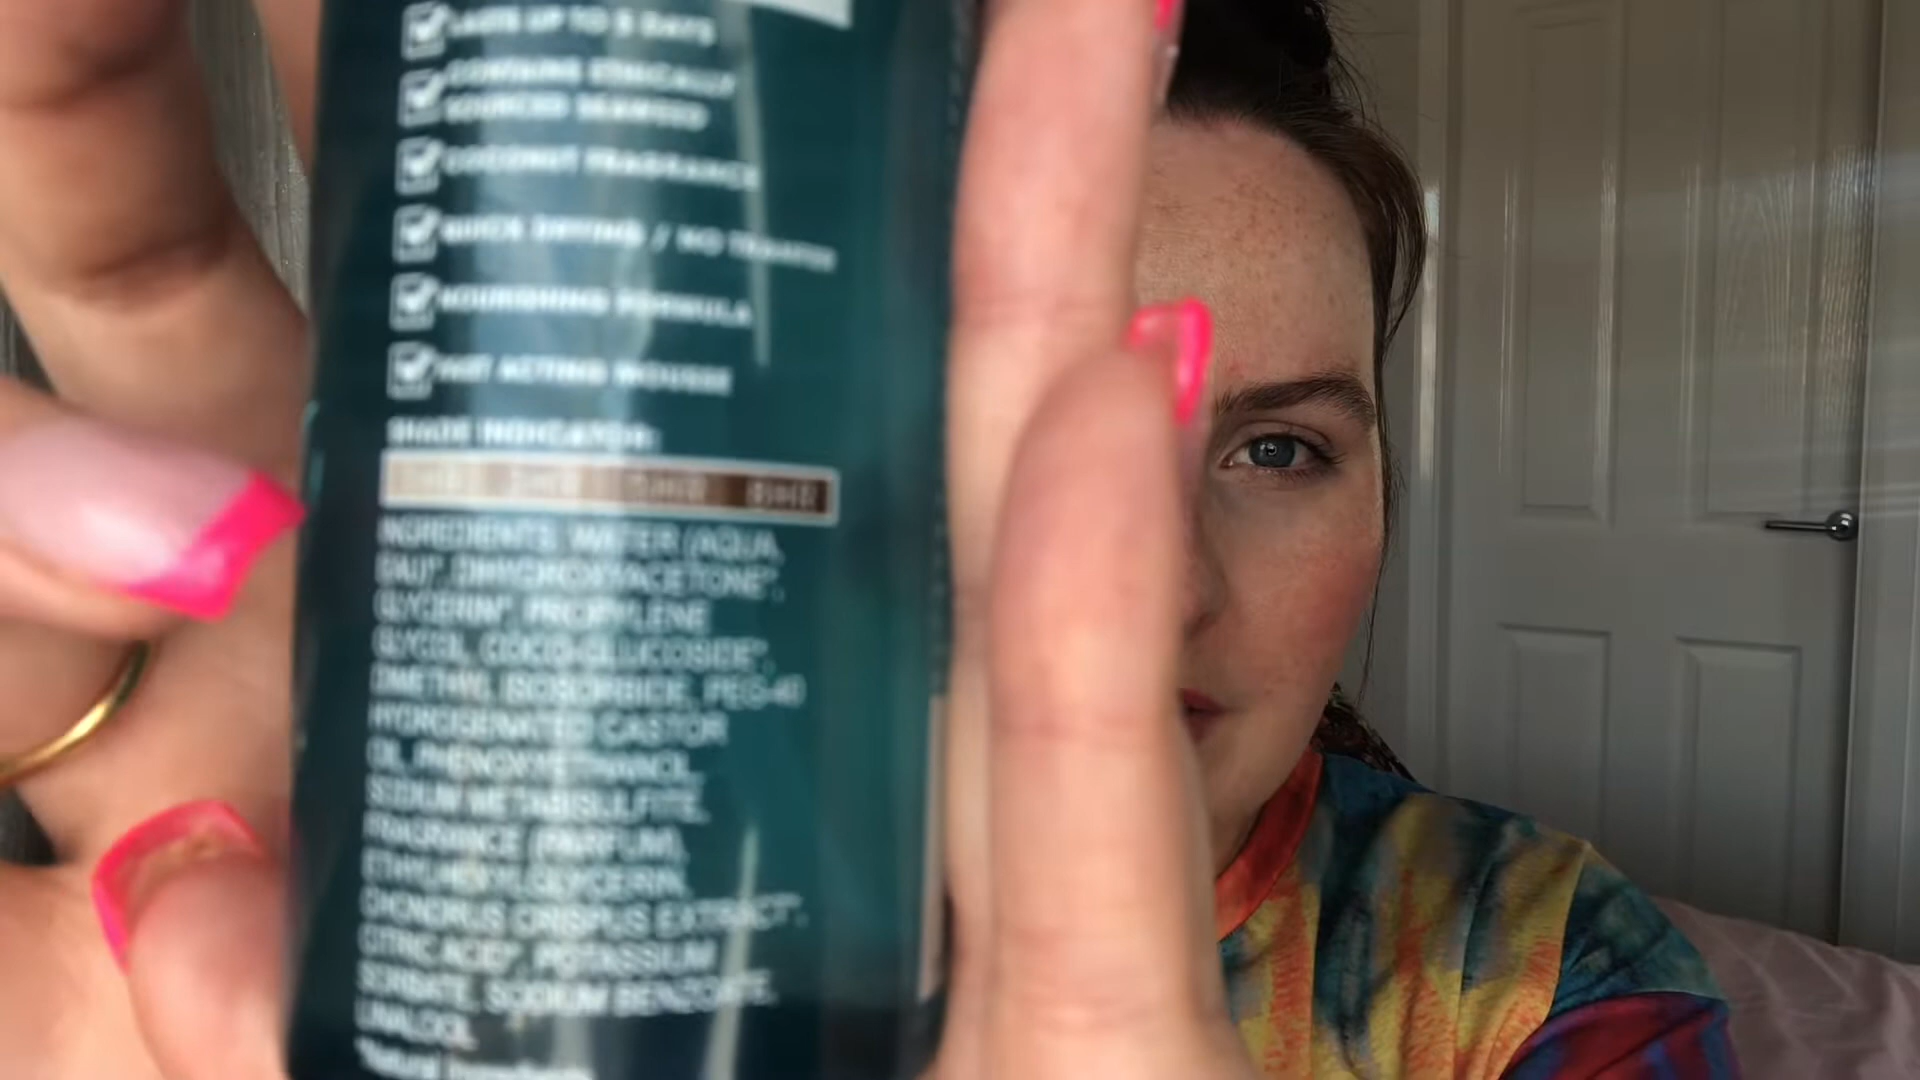 LASTS UP TO 5 DAYS
CONTAINS ETHICALLY
SOURCED SEAWEED
COCONUT FRAGRANCE
QUICK DRYING / NO TRANSFER
NOURISHING FORMULA
FAST ACTING MOUSSE
SHADE INDICATOR:
INGREDIENTS: WATER (AQUA,
EAU)*, DIHYDROXYACETONE*,
GLYCERIN*, PROPYLENE
GLYCOL, COCO-GLUCOSIDE*,
DIMETHYL ISOSORBIDE, PEG-40
HYDROGENATED CASTOR
OIL, PHENOXYETHANOL,
SODIUM METABISULFITE,
FRAGRANCE (PARFUM),
ETHYLHEXYLGLYCERIN,
CHONDRUS CRISPUS EXTRACT*,
CITRIC ACID*, POTASSIUM
SORBATE, SODIUM BENZOATE,
LINALOOL